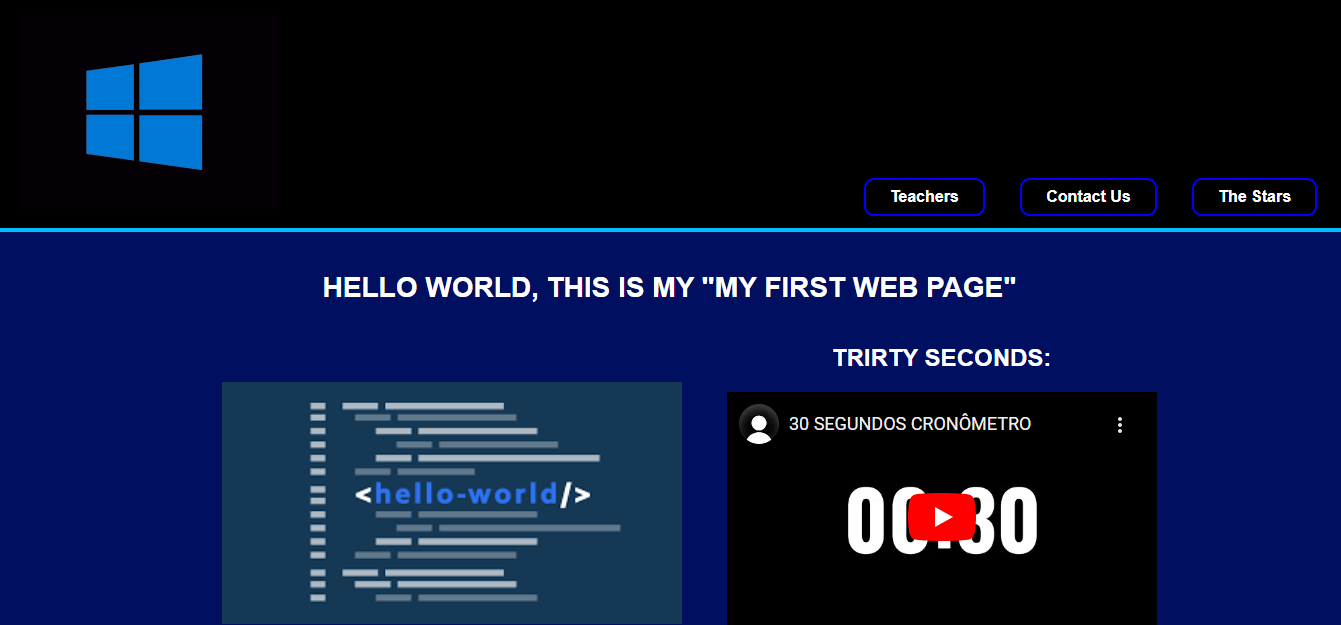 Teachers
Contact Us
The Stars
HELLO WORLD, THIS IS MY "MY FIRST WEB PAGE"
TRIRTY SECONDS:
<hello-world/>
30 SEGUNDOS CRONÔMETRO
00:30